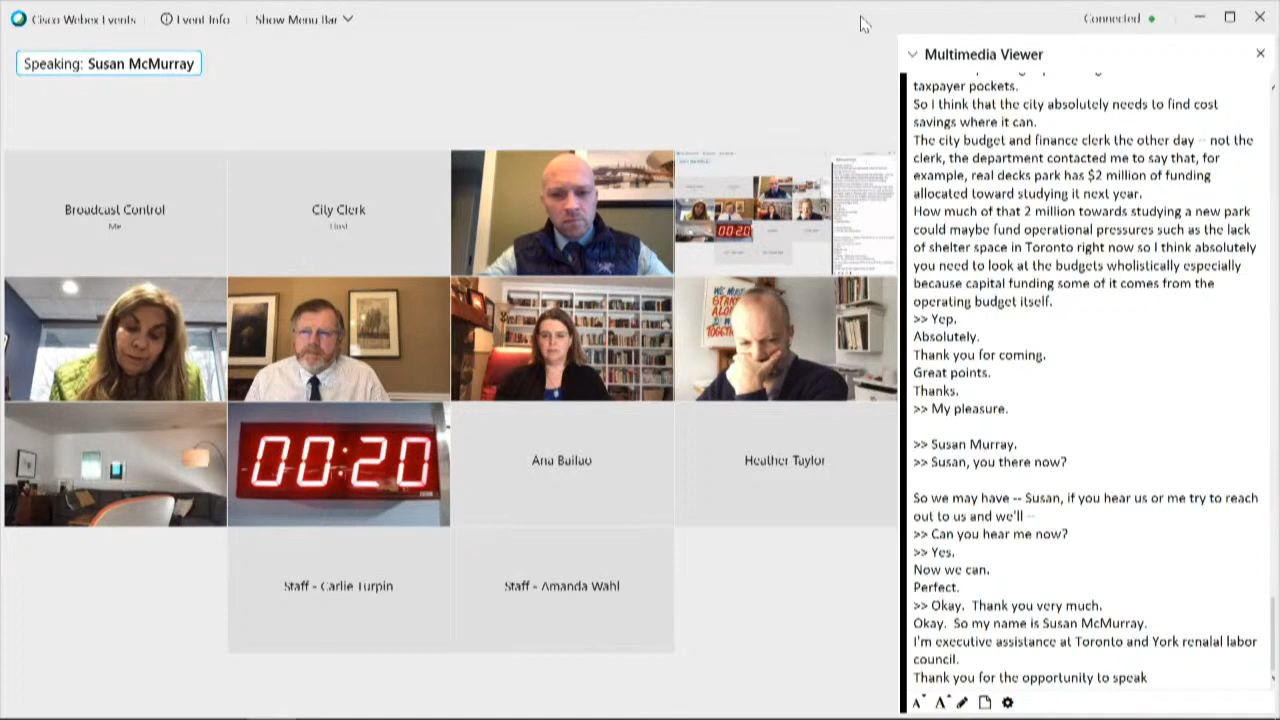 Cisco Webex Events
Event Info
Show Menu Bar
Connected
Speaking: Susan McMurray
Multimedia Viewer
taxpayer pockets.
So I think that the city absolutely needs to find cost
savings where it can.
The city budget and finance clerk the other day -- not the
clerk, the department contacted me to say that, for
example, real decks park has $2 million of funding
allocated toward studying it next year.
How much of that 2 million towards studying a new park
could maybe fund operational pressures such as the lack
of shelter space in Toronto right now so I think absolutely
you need to look at the budgets wholistically especially
because capital funding some of it comes from the
operating budget itself.
>> Yep.
Absolutely.
Thank you for coming.
Great points.
Thanks.
>> My pleasure.
>> Susan Murray.
>> Susan, you there now?
So we may have -- Susan, if you hear us or me try to reach
out to us and we'll --
>> Can you hear me now?
>> Yes.
Now we can.
Perfect.
>> Okay. Thank you very much.
Okay. So my name is Susan McMurray.
I'm executive assistance at Toronto and York renalal labor
council.
Thank you for the opportunity to speak
Broadcast Control
Me
City Clerk
Host
00:20
WE MUST
STAND
ALONE
TOGETHER
00:20
Ana Bailao
Heather Taylor
Staff - Carlie Turpin
Staff - Amanda Wahl